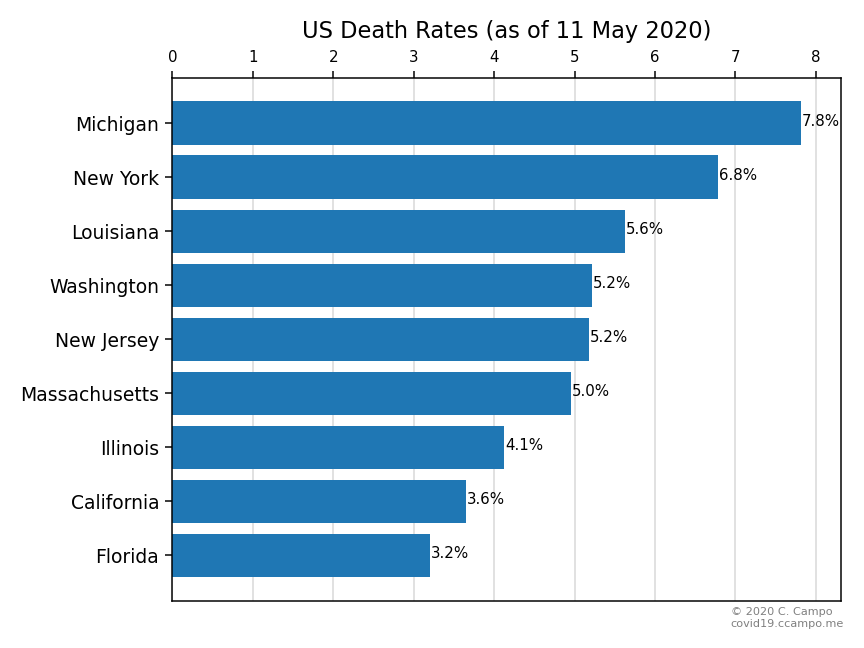 US Death Rates (as of 11 May 2020)
0 1 2 3 4 5 6 7 8
Michigan 7.8%
New York 6.8%
Louisiana 5.6%
Washington 5.2%
New Jersey 5.2%
Massachusetts 5.0%
Illinois 4.1%
California 3.6%
Florida 3.2%
© 2020 C. Campo
covid19.ccampo.me